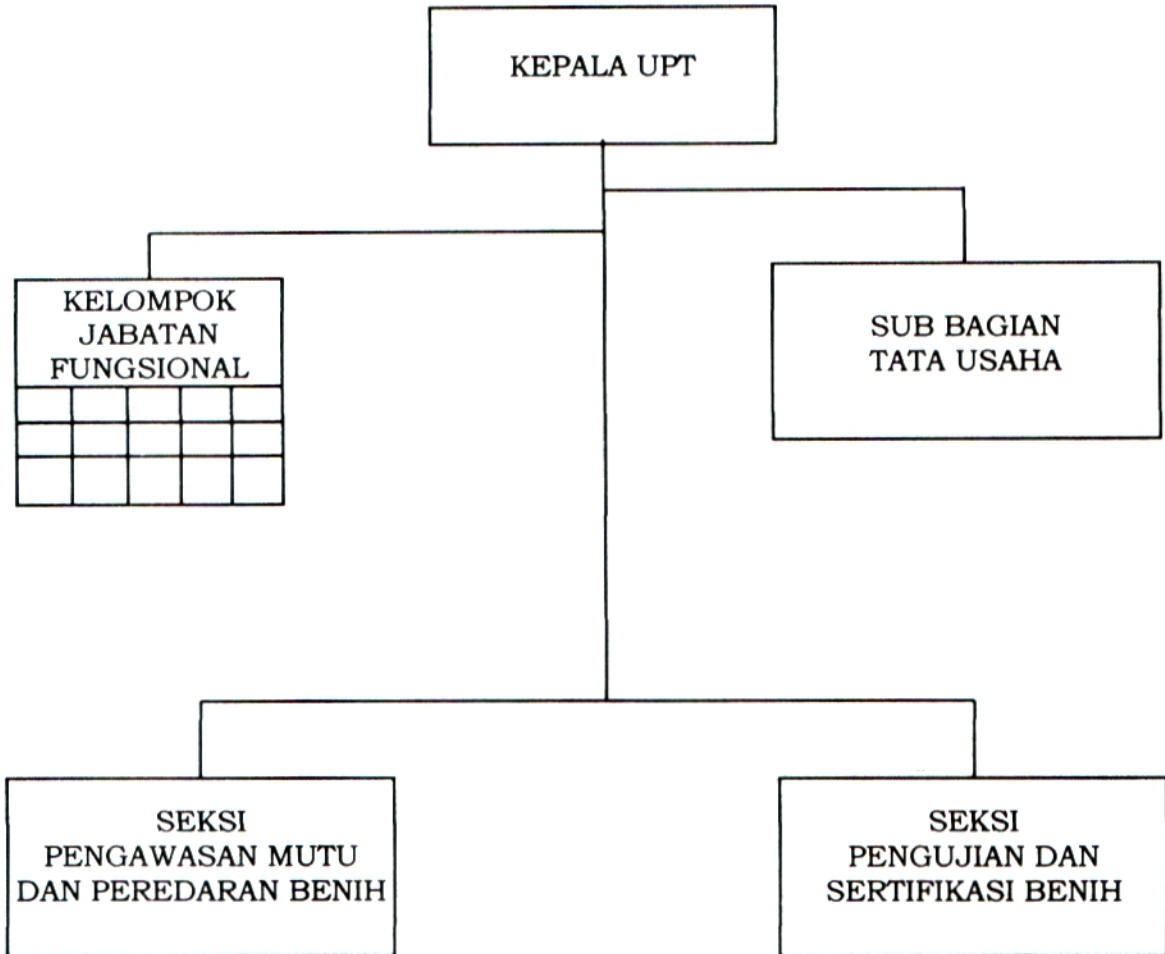 KEPALA UPT
KELOMPOK
JABATAN
FUNGSIONAL
SUB BAGIAN
TATA USAHA
SEKSI
PENGAWASAN MUTU
DAN PEREDARAN BENIH
SEKSI
PENGUJIAN DAN
SERTIFIKASI BENIH